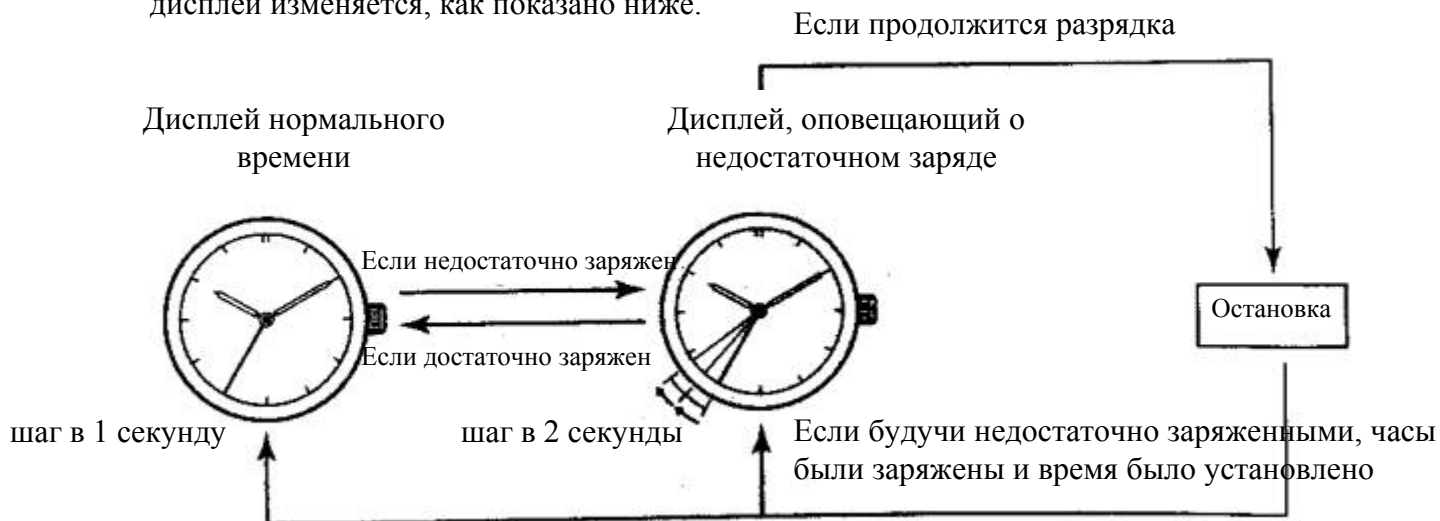 дисплей изменяется, как показано ниже.
Если продолжится разрядка
Дисплей нормального
времени
Дисплей, оповещающий о
недостаточном заряде
Если недостаточно заряжен
Если достаточно заряжен
Остановка
шаг в 1 секунду
шаг в 2 секунды
Если будучи недостаточно заряженными, часы
были заряжены и время было установлено